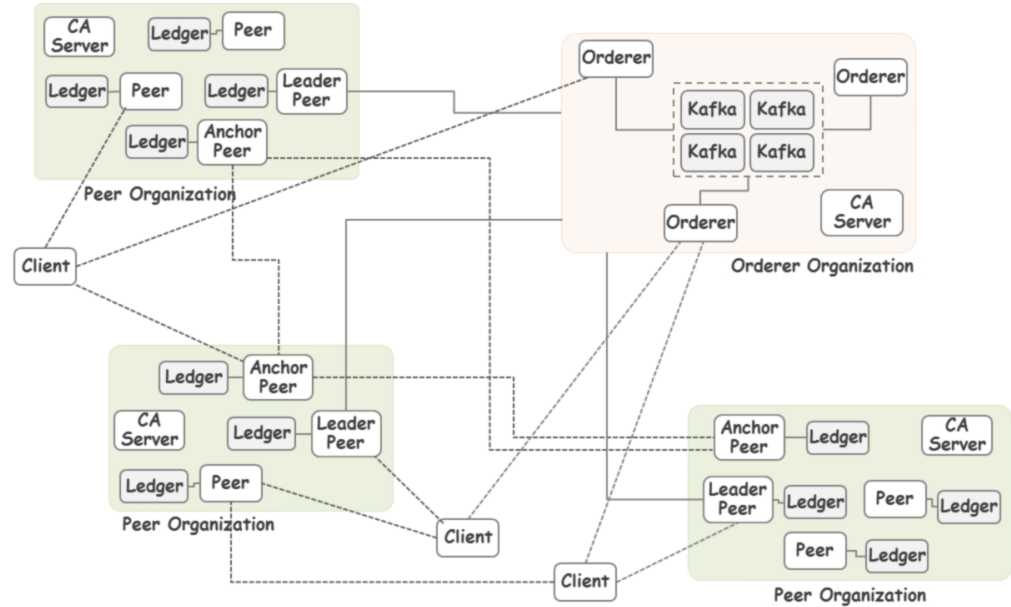 CA
Server
Ledger
Peer
Ledger
Peer
Ledger
Leader
Peer
Ledger
Anchor
Peer
Peer Organization
Orderer
Orderer
Kafka
Kafka
Kafka
Kafka
Orderer
CA
Server
Orderer Organization
Client
Ledger
Anchor
Peer
CA
Server
Ledger
Leader
Peer
Ledger
Peer
Peer Organization
Client
Client
Anchor
Peer
Ledger
CA
Server
Leader
Peer
Ledger
Peer
Ledger
Peer
Ledger
Peer Organization